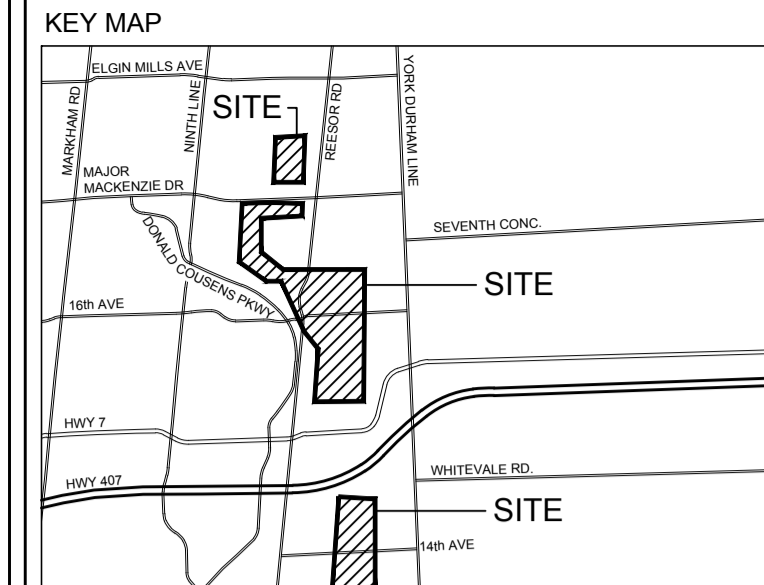 KEY MAP
ELGIN MILLS AVE
MARKHAM RD
NINTH LINE
SITE
REESOR RD
YORK DURHAM LINE
MAJOR
MACKENZIE DR
SEVENTH CONC.
DONALD COUSENS PKWY
SITE
16th AVE
HWY 7
HWY 407
WHITEVALE RD.
SITE
14th AVE